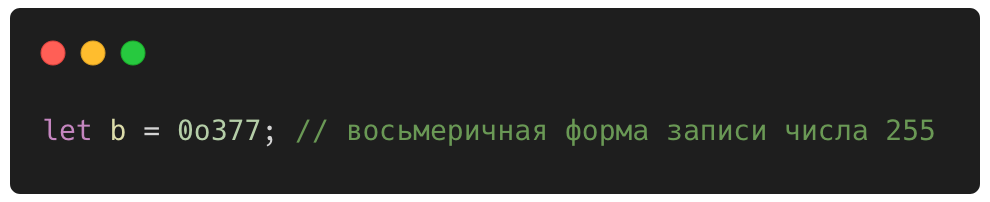 let b = 0o377; // восьмеричная форма записи числа 255